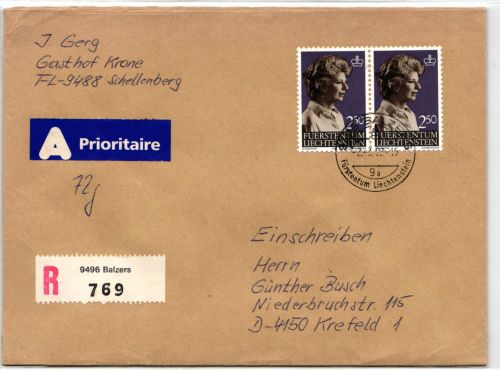 J. Gerg
Gasthof Krone
FL-9488 Schellenberg
A Prioritaire
72g
R 9496 Balzers
769
2.50 2.50
FÜRSTENTUM LIECHTENSTEIN
FÜRSTENTUM LIECHTENSTEIN
9a
Fürstentum Liechtenstein
Einschreiben
Herrn
Günther Busch
Niederbruchstr. 115
D-4150 Krefeld 1